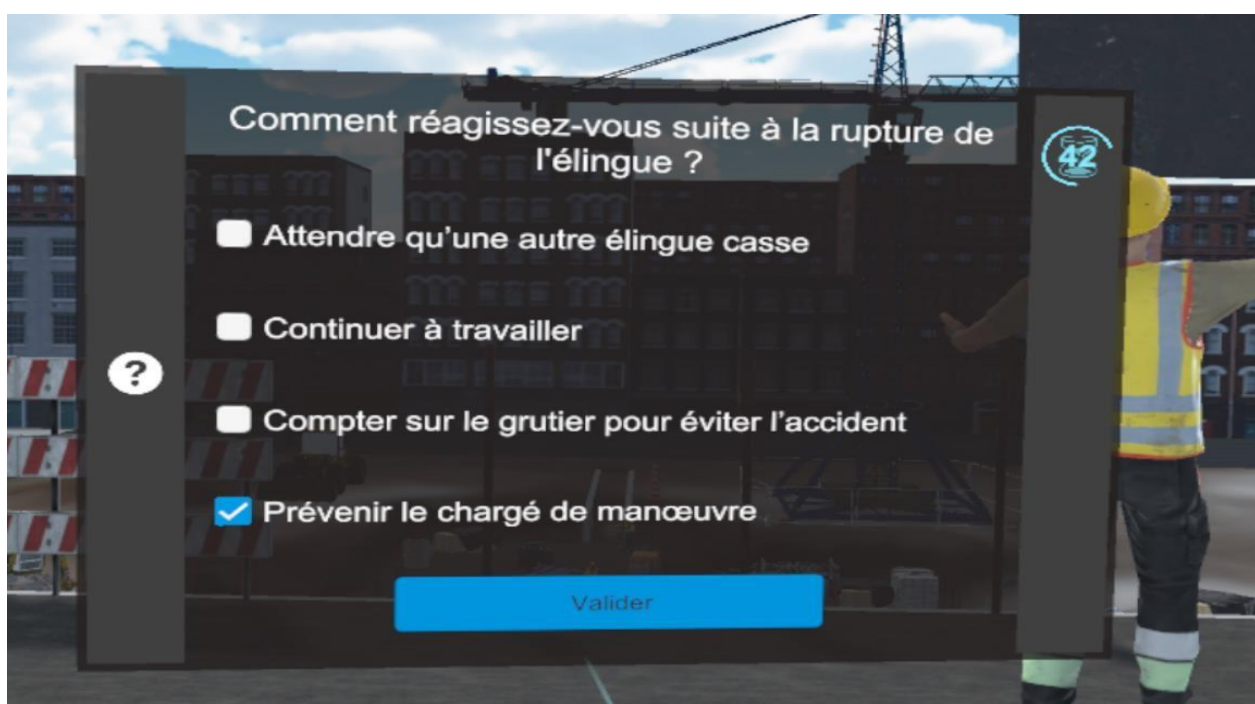 Comment réagissez-vous suite à la rupture de
l'élingue ?
42
Attendre qu'une autre élingue casse
Continuer à travailler
?
Compter sur le grutier pour éviter l'accident
Prévenir le chargé de manœuvre
Valider